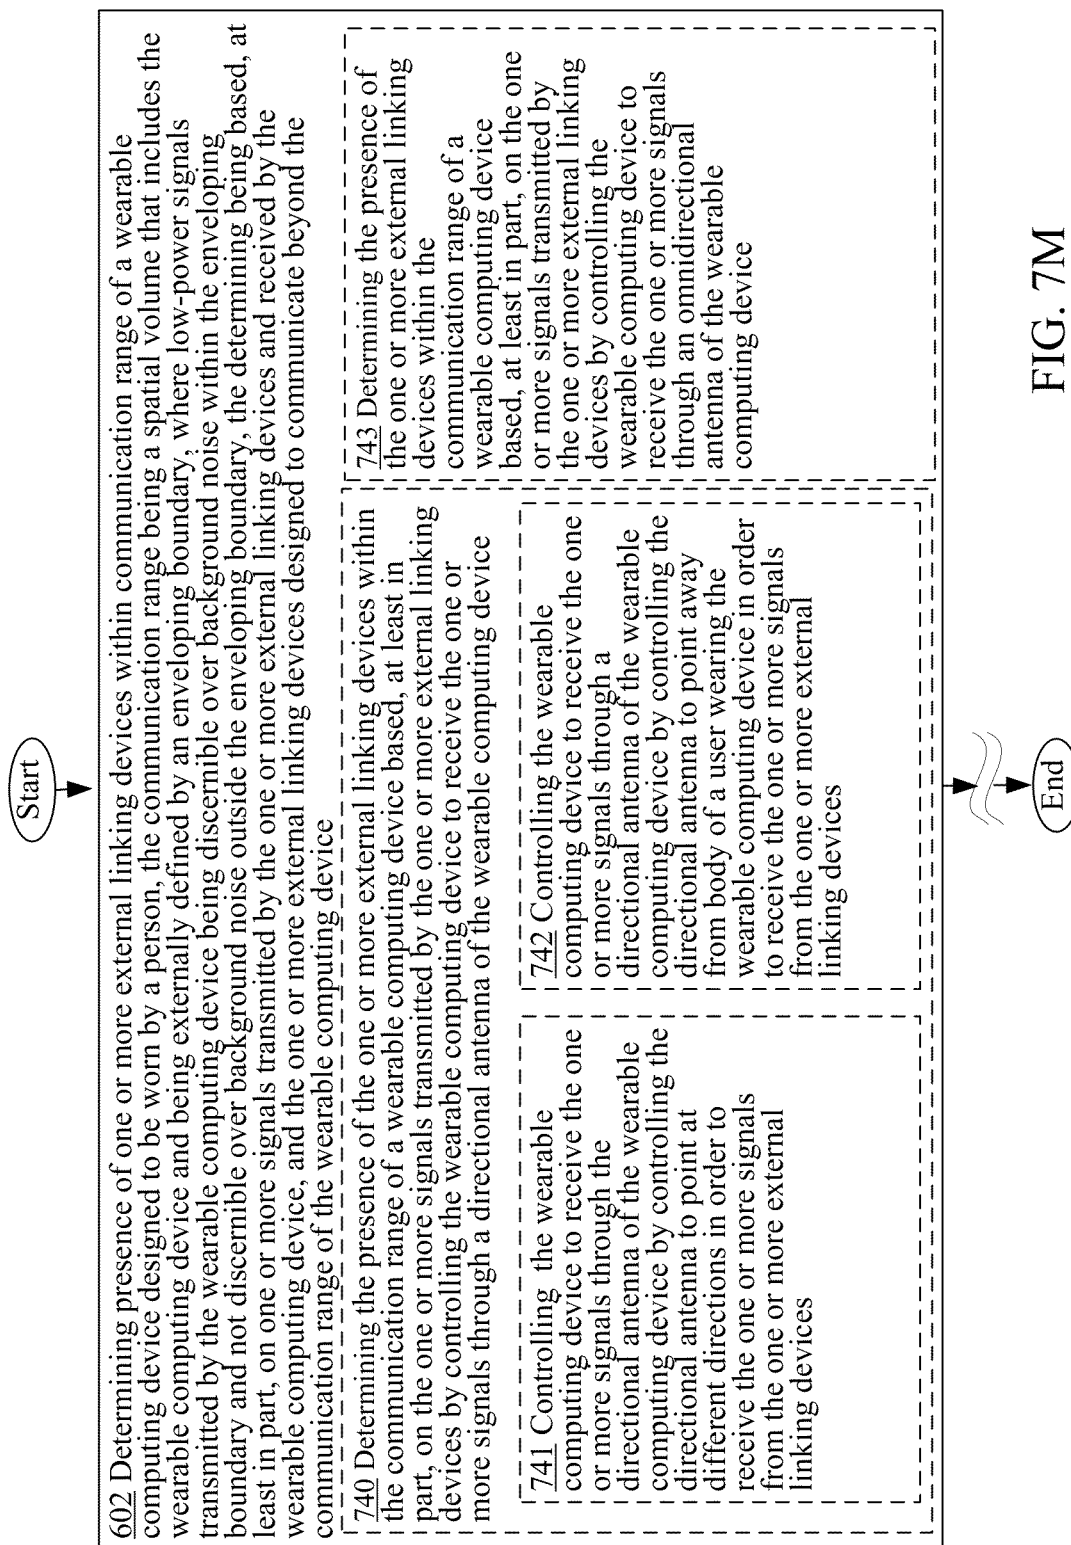 Start
602 Determining presence of one or more external linking devices within communication range of a wearable
computing device designed to be worn by a person, the communication range being a spatial volume that includes the
wearable computing device and being externally defined by an enveloping boundary, where low-power signals
transmitted by the wearable computing device being discernible over background noise within the enveloping
boundary and not discernible over background noise outside the enveloping boundary, the determining being based, at
least in part, on one or more signals transmitted by the one or more external linking devices and received by the
wearable computing device, and the one or more external linking devices designed to communicate beyond the
communication range of the wearable computing device
740 Determining the presence of the one or more external linking devices within
the communication range of a wearable computing device based, at least in
part, on the one or more signals transmitted by the one or more external linking
devices by controlling the wearable computing device to receive the one or
more signals through a directional antenna of the wearable computing device
741 Controlling the wearable
computing device to receive the one
or more signals through the
directional antenna of the wearable
computing device by controlling the
directional antenna to point at
different directions in order to
receive the one or more signals
from the one or more external
linking devices
742 Controlling the wearable
computing device to receive the one
or more signals through a
directional antenna of the wearable
computing device by controlling the
directional antenna to point away
from body of a user wearing the
wearable computing device in order
to receive the one or more signals
from the one or more external
linking devices
743 Determining the presence of
the one or more external linking
devices within the
communication range of a
wearable computing device
based, at least in part, on the one
or more signals transmitted by
the one or more external linking
devices by controlling the
wearable computing device to
receive the one or more signals
through an omnidirectional
antenna of the wearable
computing device
End
FIG. 7M